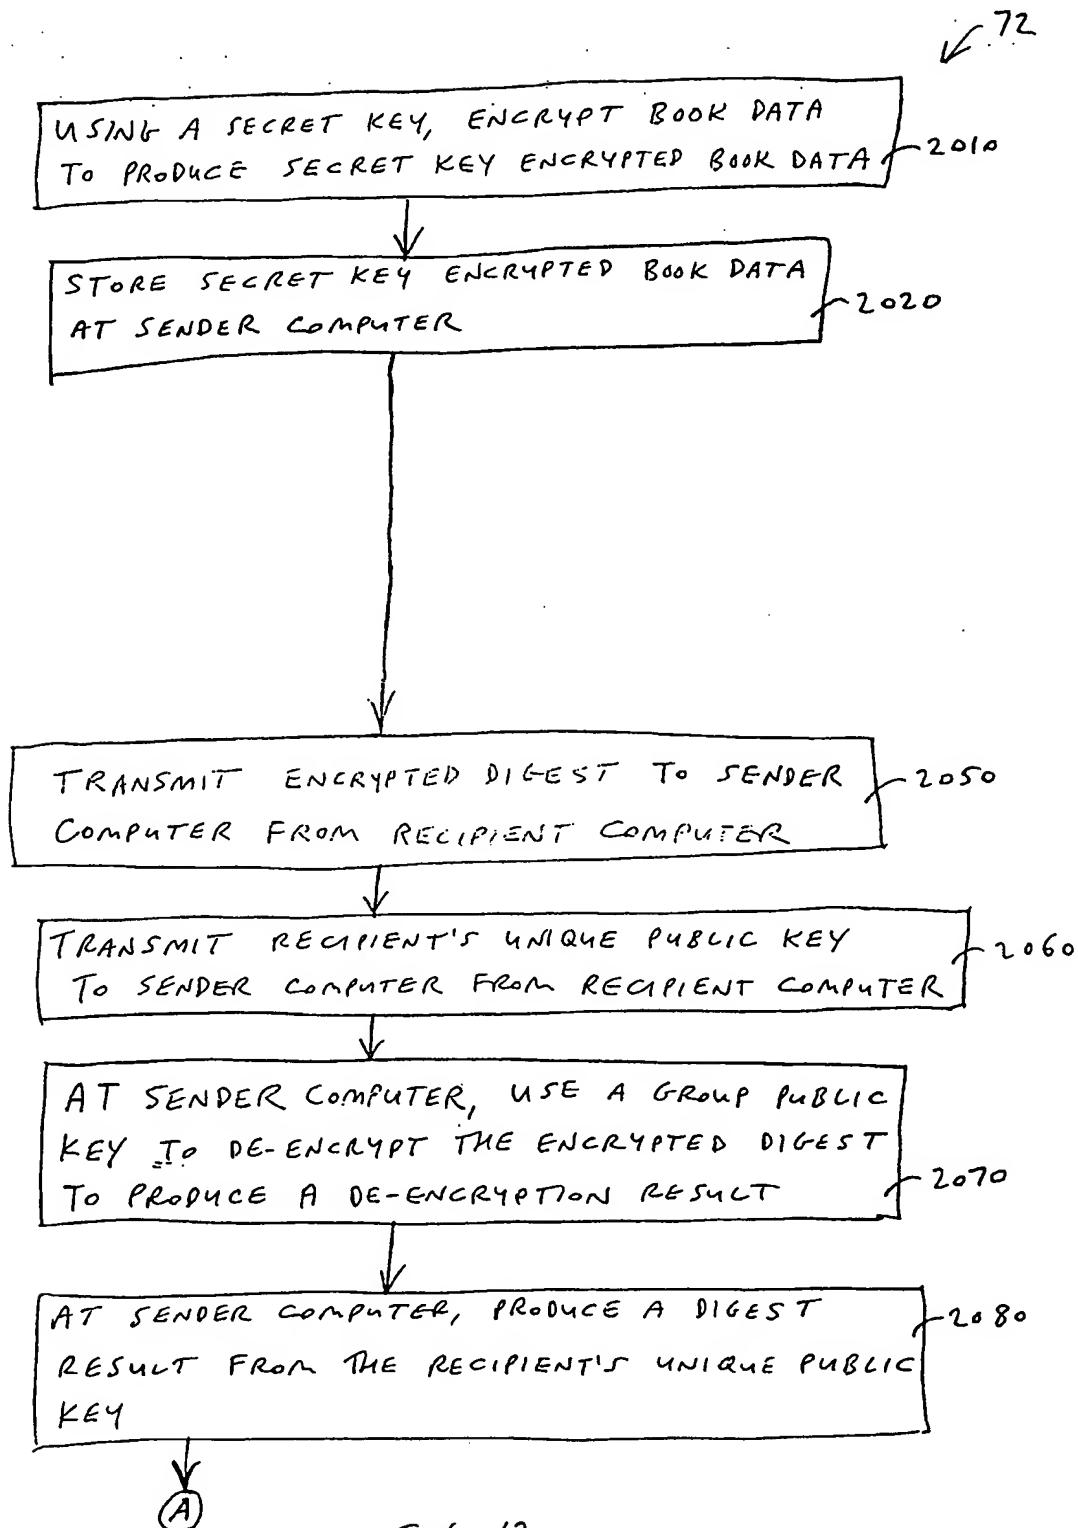 72
USING A SECRET KEY, ENCRYPT BOOK DATA
TO PRODUCE SECRET KEY ENCRYPTED BOOK DATA
2010
STORE SECRET KEY ENCRYPTED BOOK DATA
AT SENDER COMPUTER
2020
TRANSMIT ENCRYPTED DIGEST TO SENDER
COMPUTER FROM RECIPIENT COMPUTER
2050
TRANSMIT RECIPIENT'S UNIQUE PUBLIC KEY
TO SENDER COMPUTER FROM RECIPIENT COMPUTER
2060
AT SENDER COMPUTER, USE A GROUP PUBLIC
KEY TO DE-ENCRYPT THE ENCRYPTED DIGEST
TO PRODUCE A DE-ENCRYPTION RESULT
2070
AT SENDER COMPUTER, PRODUCE A DIGEST
RESULT FROM THE RECIPIENT'S UNIQUE PUBLIC
KEY
2080
A